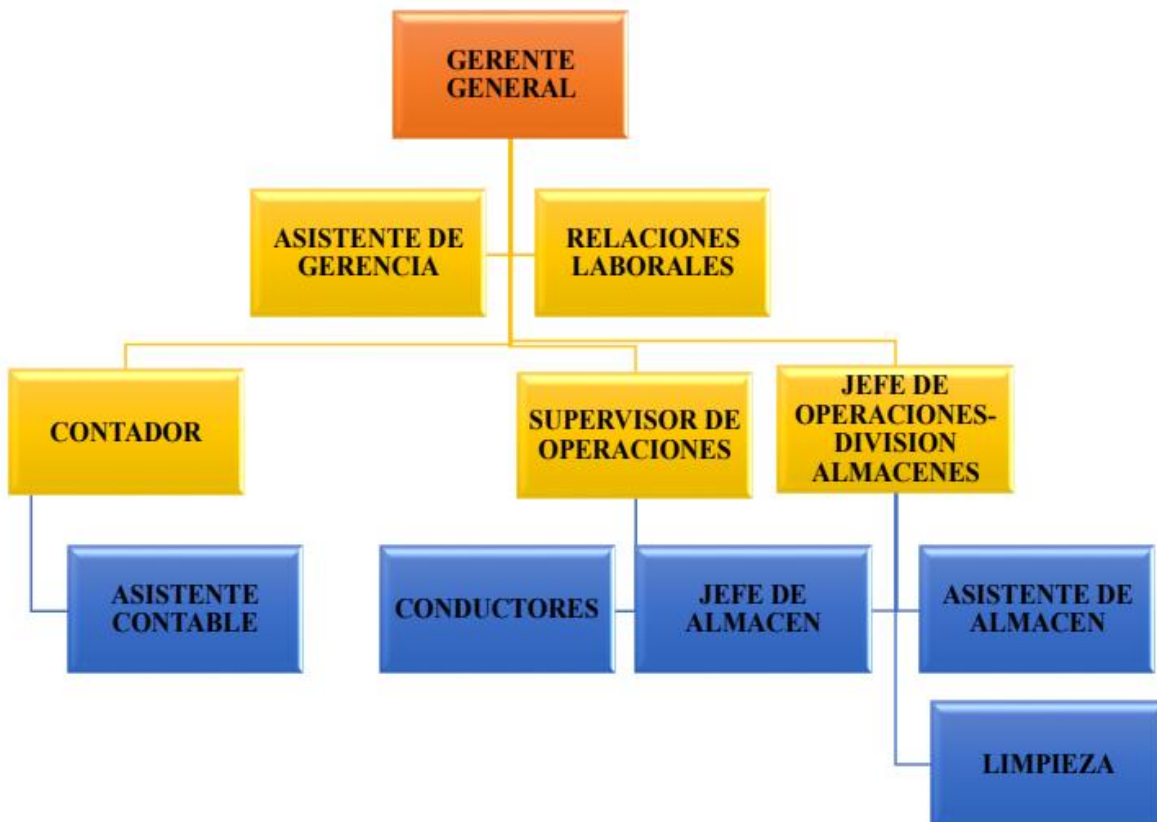 GERENTE
GENERAL
ASISTENTE DE
GERENCIA
RELACIONES
LABORALES
CONTADOR
SUPERVISOR DE
OPERACIONES
JEFE DE
OPERACIONES-
DIVISION
ALMACENES
ASISTENTE
CONTABLE
CONDUCTORES
JEFE DE
ALMACEN
ASISTENTE DE
ALMACEN
LIMPIEZA